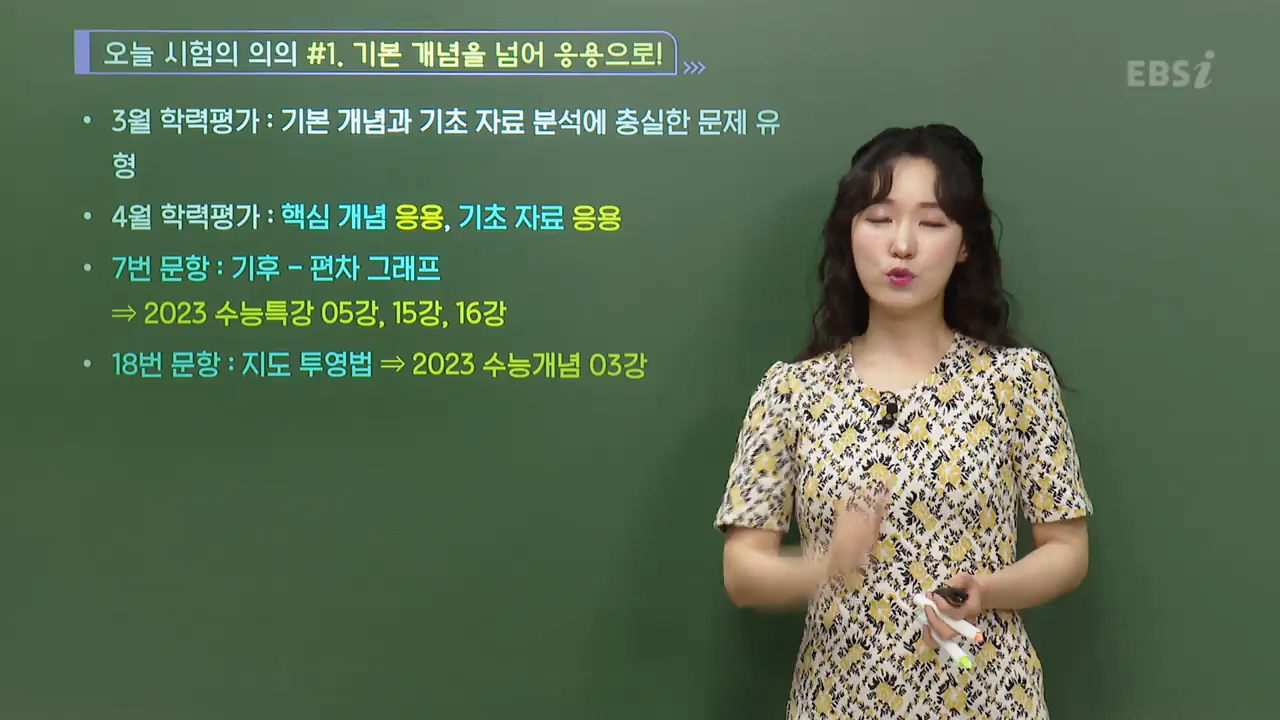 오늘 시험의 의의 #1. 기본 개념을 넘어 응용으로!
EBSi
• 3월 학력평가 : 기본 개념과 기초 자료 분석에 충실한 문제 유
형
• 4월 학력평가 : 핵심 개념 응용, 기초 자료 응용
• 7번 문항 : 기후 – 편차 그래프
⇒ 2023 수능특강 05강, 15강, 16강
• 18번 문항 : 지도 투영법 ⇒ 2023 수능개념 03강